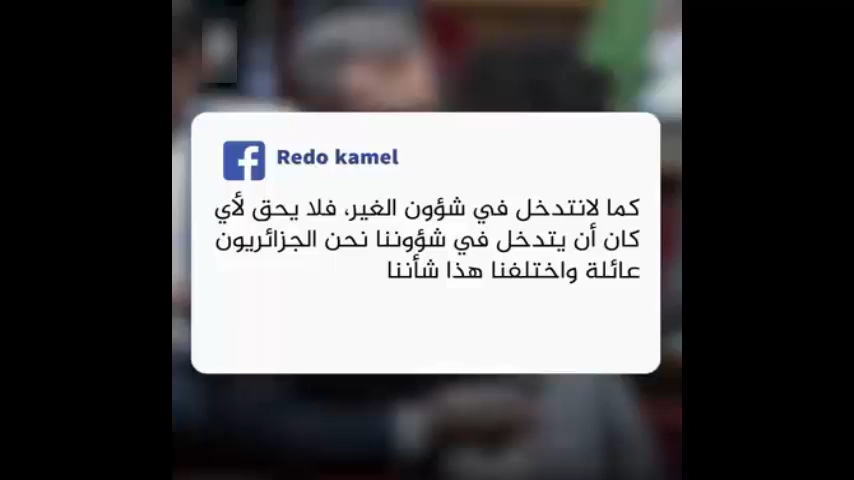 Redo kamel
كما لانتدخل في شؤون الغير، فلا يحق لأي
كان أن يتدخل في شؤوننا نحن الجزائريون
عائلة واختلفنا هذا شأننا